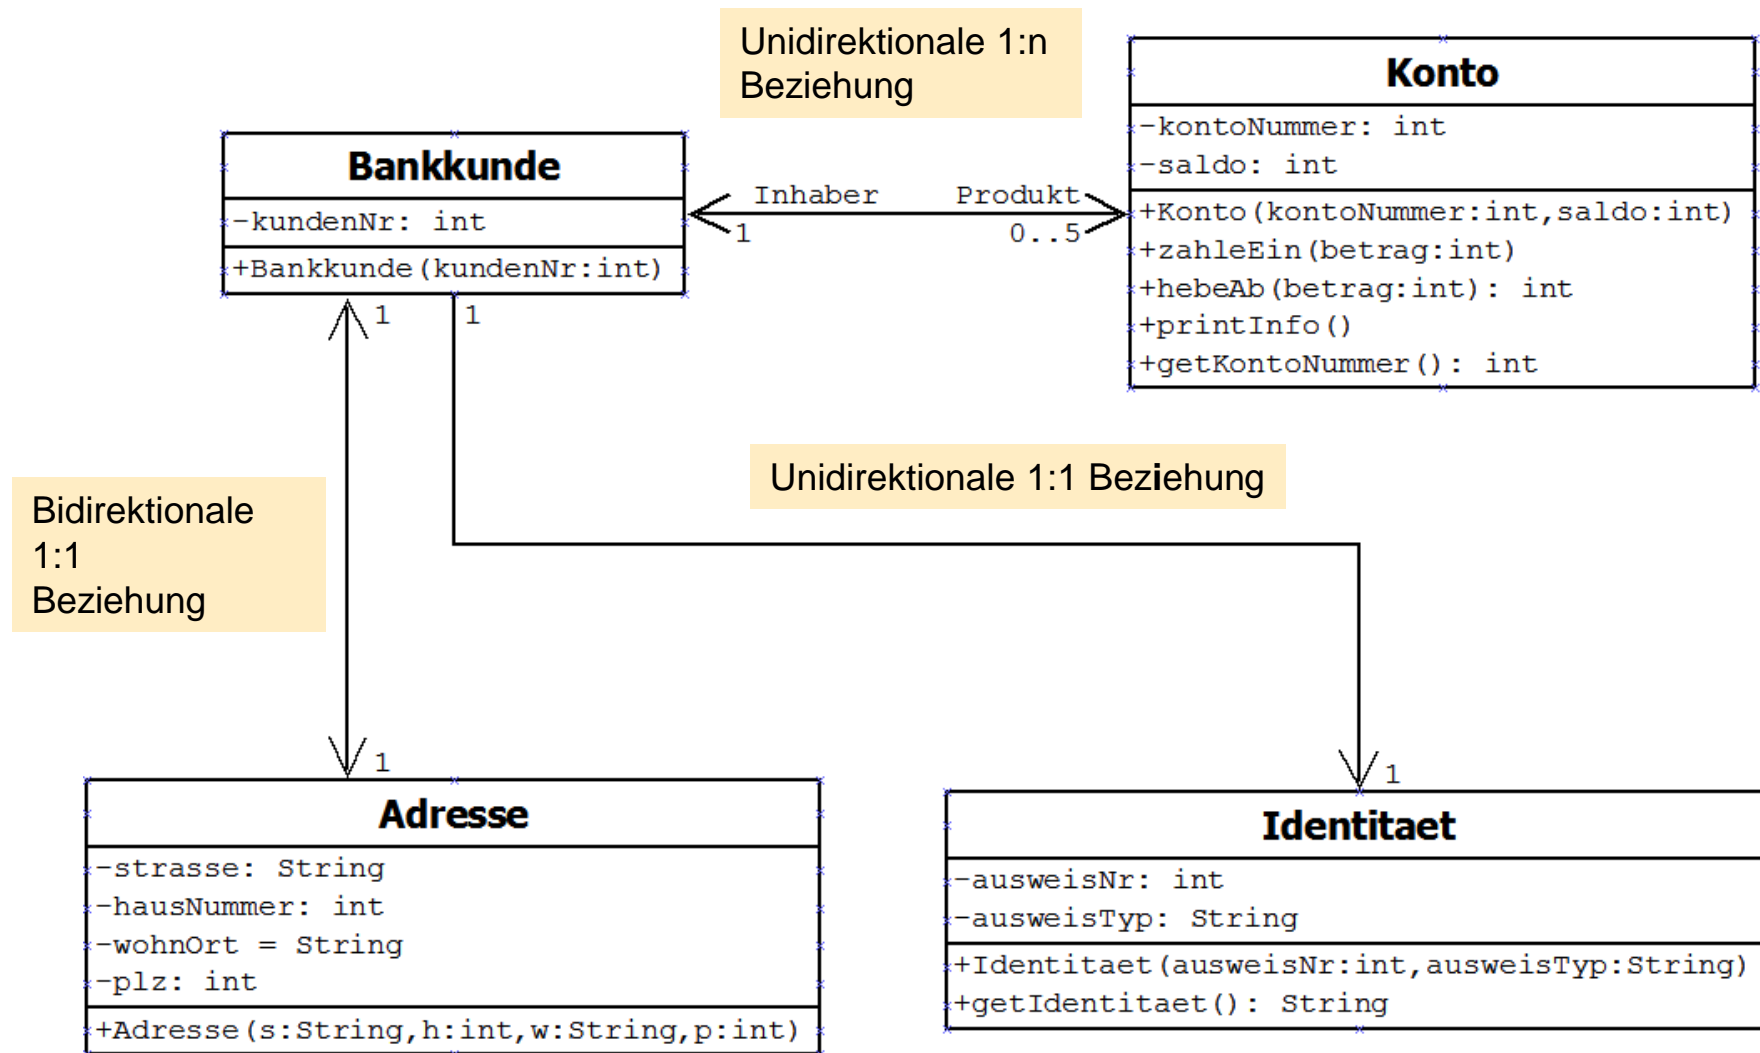 Unidirektionale 1:n
Beziehung
Konto
-kontoNummer: int
-saldo: int
+Konto(kontoNummer:int,saldo:int)
+zahleEin(betrag:int)
+hebeAb(betrag:int): int
+printInfo()
+getKontoNummer(): int
Bankkunde
-kundenNr: int
+Bankkunde(kundenNr:int)
Inhaber Produkt
1 0..5
1 1
Unidirektionale 1:1 Beziehung
Bidirektionale
1:1
Beziehung
1
1
Adresse
-strasse: String
-hausNummer: int
-wohnOrt = String
-plz: int
+Adresse(s:String,h:int,w:String,p:int)
Identitaet
-ausweisNr: int
-ausweisTyp: String
+Identitaet(ausweisNr:int,ausweisTyp:String)
+getIdentitaet(): String